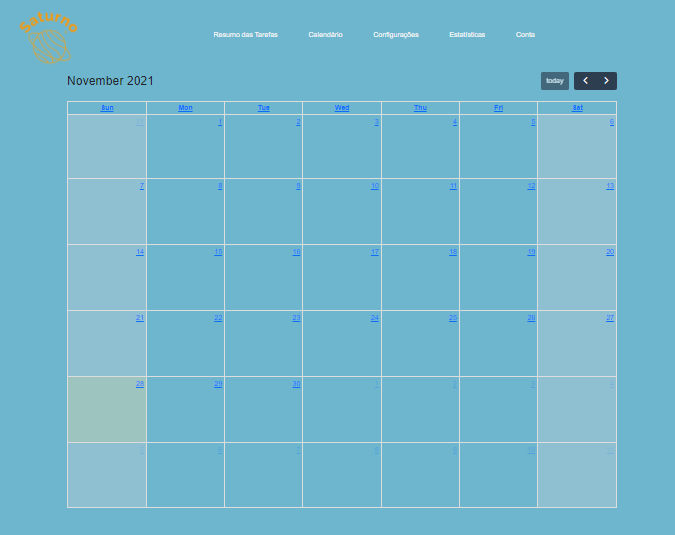 Saturno
Resumo das Tarefas Calendário Configurações Estatísticas Conta
November 2021
today
Sun Mon Tue Wed Thu Fri Sat
31 1 2 3 4 5 6
7 8 9 10 11 12 13
14 15 16 17 18 19 20
21 22 23 24 25 26 27
28 29 30 1 2 3 4
5 6 7 8 9 10 11